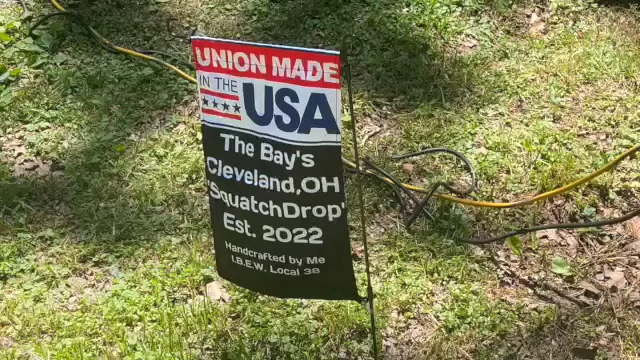 UNION MADE
IN THE
USA
The Bay's
Cleveland,OH
'SquatchDrop'
Est. 2022
Handcrafted by Me
I.B.E.W. Local 38